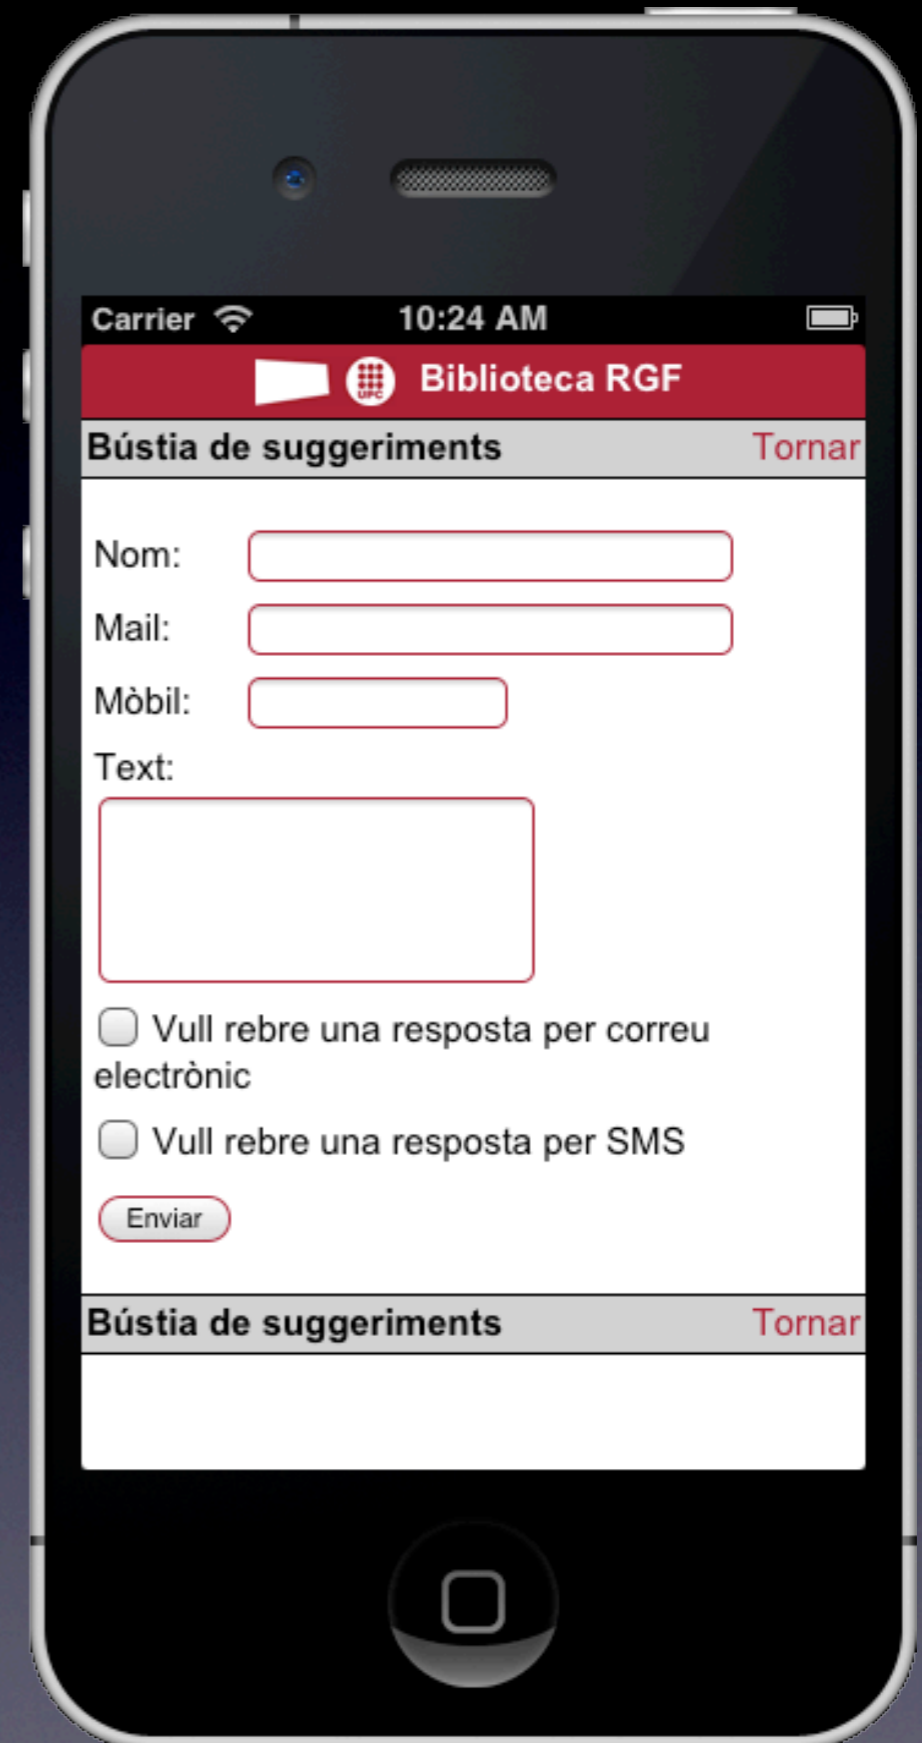 Carrier 10:24 AM
UPC Biblioteca RGF
Bústia de suggeriments Tornar
Nom:
Mail:
Mòbil:
Text:
Vull rebre una resposta per correu
electrònic
Vull rebre una resposta per SMS
Enviar
Bústia de suggeriments Tornar